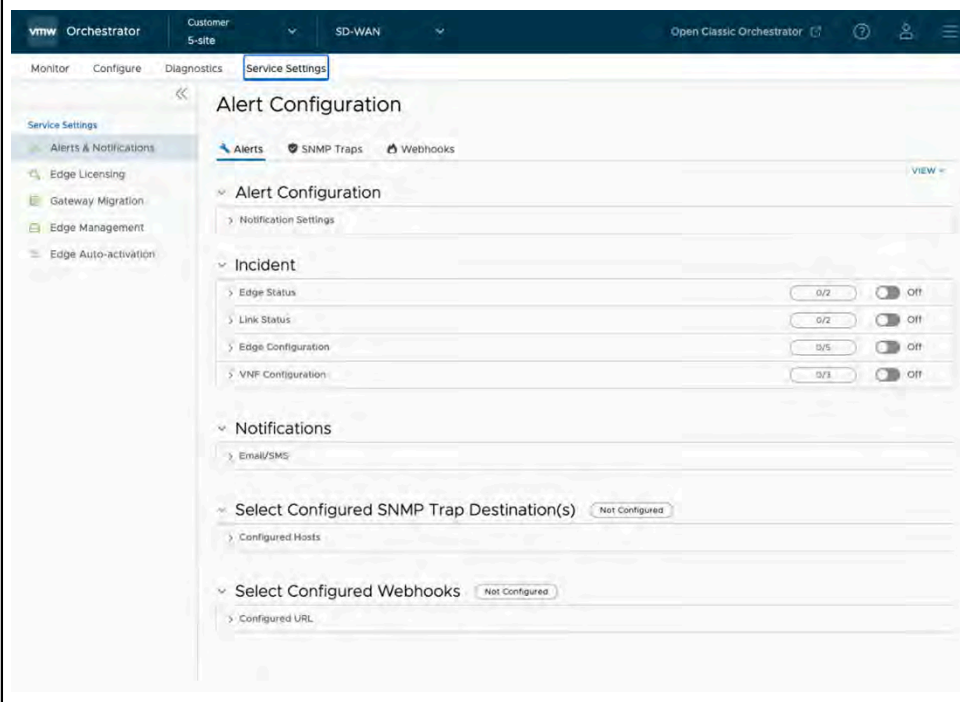 vmw Orchestrator
Customer
5-site
SD-WAN
Open Classic Orchestrator
Monitor Configure Diagnostics Service Settings
Service Settings
Alerts & Notifications
Edge Licensing
Gateway Migration
Edge Management
Edge Auto-activation
Alert Configuration
Alerts SNMP Traps Webhooks
VIEW
Alert Configuration
Notification Settings
Incident
Edge Status 0/2 Off
Link Status 0/2 Off
Edge Configuration 0/5 Off
VNF Configuration 0/3 Off
Notifications
Email/SMS
Select Configured SNMP Trap Destination(s) Not Configured
Configured Hosts
Select Configured Webhooks Not Configured
Configured URL